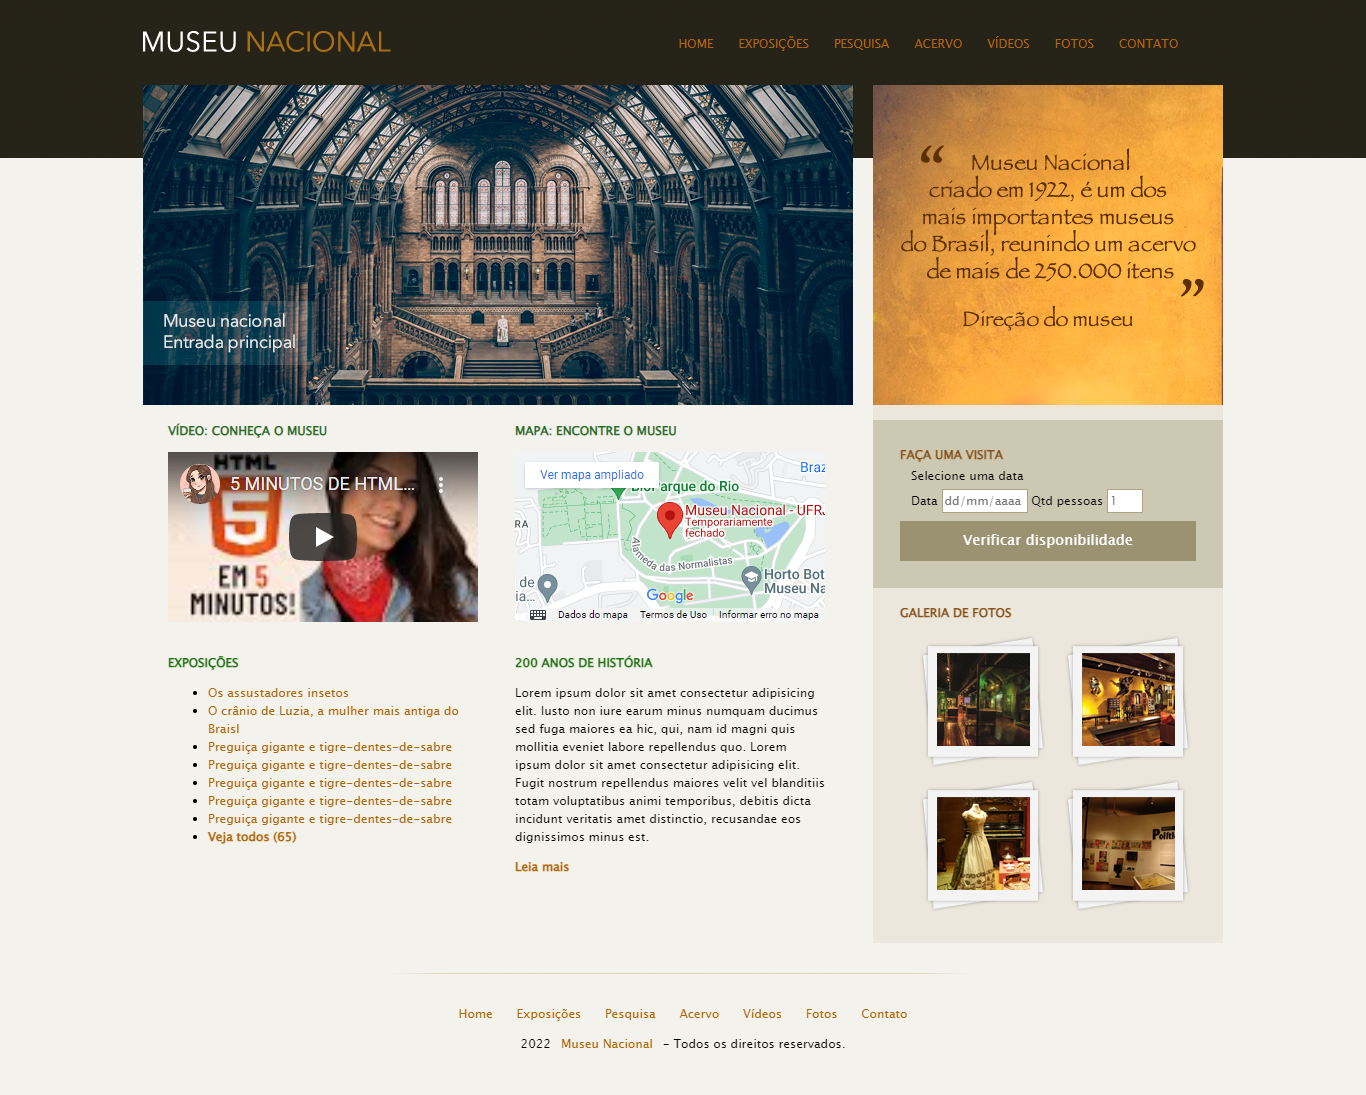 MUSEU NACIONAL
HOME EXPOSIÇÕES PESQUISA ACERVO VÍDEOS FOTOS CONTATO
Museu nacional
Entrada principal
“ Museu Nacional
criado em 1922, é um dos
mais importantes museus
do Brasil, reunindo um acervo
de mais de 250.000 itens ”
Direção do museu
VÍDEO: CONHEÇA O MUSEU
HTML
5 MINUTOS DE HTML...
5
EM 5
MINUTOS!
MAPA: ENCONTRE O MUSEU
Ver mapa ampliado
Braz
BioParque do Rio
RA
Museu Nacional - UFRJ
Temporariamente
fechado
Alameda das Normalistas
de
ia...
Horto Bot
Museu Na
Google
Dados do mapa Termos de Uso Informar erro no mapa
FAÇA UMA VISITA
Selecione uma data
Data dd/mm/aaaa Qtd pessoas 1
Verificar disponibilidade
GALERIA DE FOTOS
Polític
EXPOSIÇÕES
Os assustadores insetos
O crânio de Luzia, a mulher mais antiga do
Braisl
Preguiça gigante e tigre-dentes-de-sabre
Preguiça gigante e tigre-dentes-de-sabre
Preguiça gigante e tigre-dentes-de-sabre
Preguiça gigante e tigre-dentes-de-sabre
Preguiça gigante e tigre-dentes-de-sabre
Veja todos (65)
200 ANOS DE HISTÓRIA
Lorem ipsum dolor sit amet consectetur adipisicing
elit. Iusto non iure earum minus numquam ducimus
sed fuga maiores ea hic, qui, nam id magni quis
mollitia eveniet labore repellendus quo. Lorem
ipsum dolor sit amet consectetur adipisicing elit.
Fugit nostrum repellendus maiores velit vel blanditiis
totam voluptatibus animi temporibus, debitis dicta
incidunt veritatis amet distinctio, recusandae eos
dignissimos minus est.
Leia mais
Home Exposições Pesquisa Acervo Vídeos Fotos Contato
2022 Museu Nacional - Todos os direitos reservados.